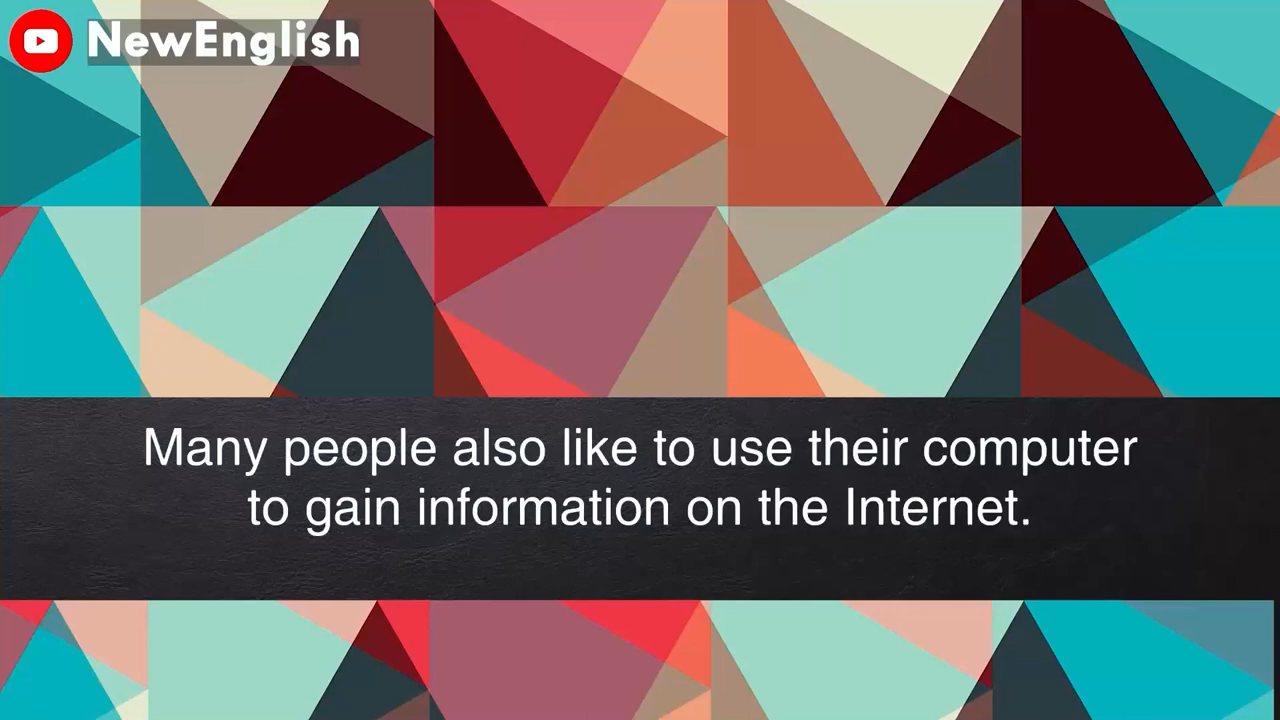 NewEnglish
Many people also like to use their computer
to gain information on the Internet.